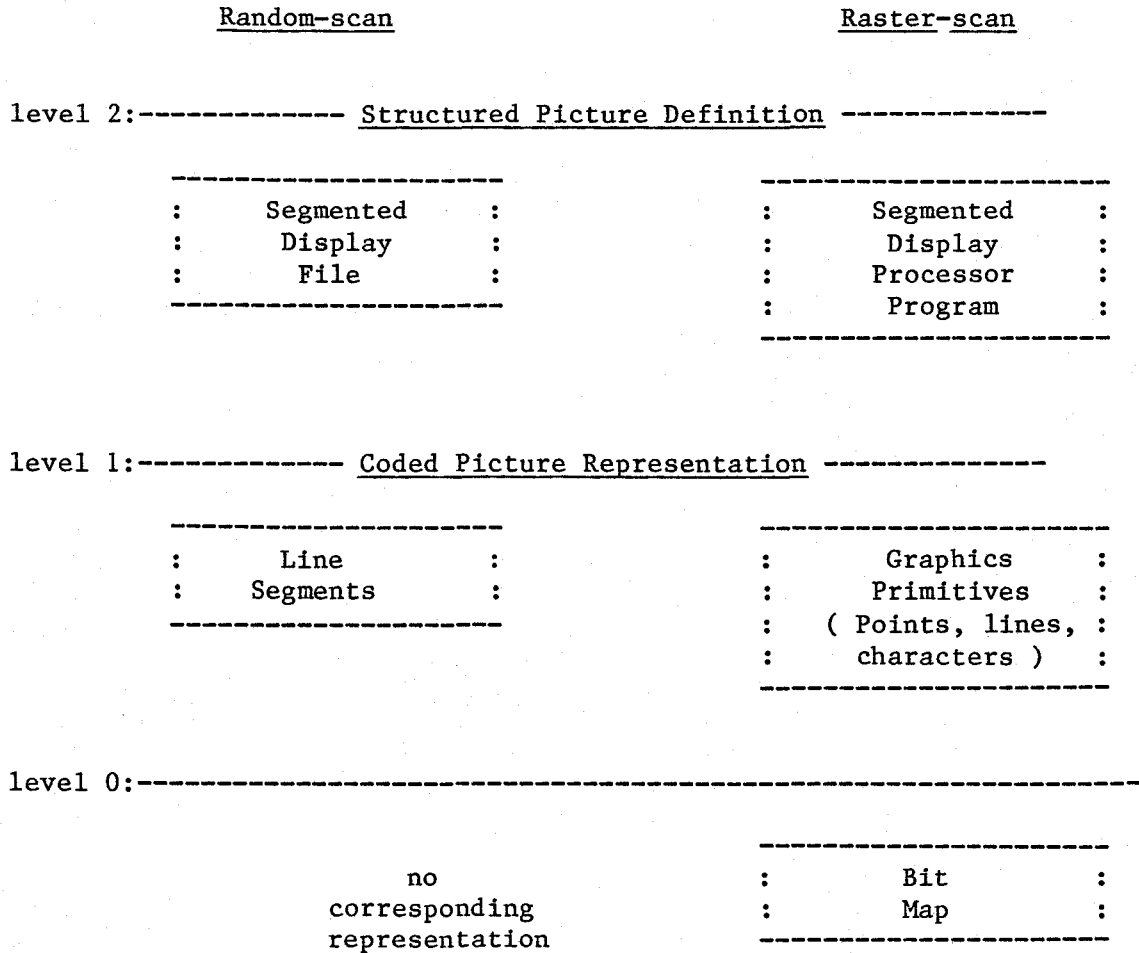 Random-scan Raster-scan
level 2:------------- Structured Picture Definition -------------
: Segmented : : Segmented :
: Display : : Display :
: File : : Processor :
: Program :
level 1:------------- Coded Picture Representation --------------
: Line : : Graphics :
: Segments : : Primitives :
: ( Points, lines, :
: characters ) :
level 0:---------------------------------------------------------------
no : Bit :
corresponding : Map :
representation